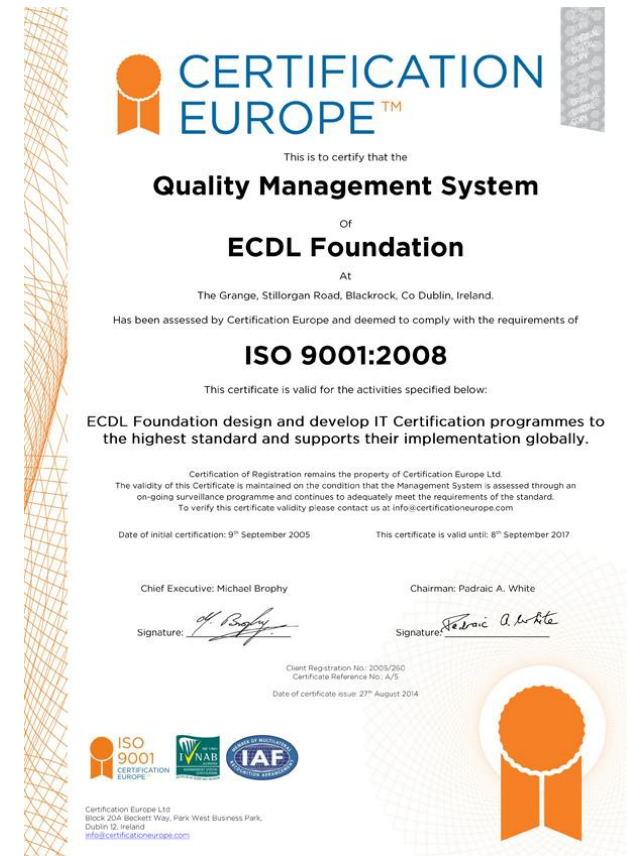 CERTIFICATION
EUROPE™
This is to certify that the
Quality Management System
Of
ECDL Foundation
At
The Grange, Stillorgan Road, Blackrock, Co Dublin, Ireland.
Has been assessed by Certification Europe and deemed to comply with the requirements of
ISO 9001:2008
This certificate is valid for the activities specified below:
ECDL Foundation design and develop IT Certification programmes to
the highest standard and supports their implementation globally.
Certification of Registration remains the property of Certification Europe Ltd.
The validity of this Certificate is maintained on the condition that the Management System is assessed through an
on-going surveillance programme and continues to adequately meet the requirements of the standard.
To verify this certificate validity please contact us at info@certificationeurope.com
Date of initial certification: 9th September 2005
This certificate is valid until: 8th September 2017
Chief Executive: Michael Brophy
Chairman: Padraic A. White
Signature: M. Brophy
Signature: Padraic A. White
Client Registration No.: 2005/260
Certificate Reference No.: A/5
Date of certificate issue: 27th August 2014
ISO
9001
CERTIFICATION
EUROPE
NAB
MEMBER OF MULTILATERAL
IAF
RECOGNITION ARRANGEMENT
Certification Europe Ltd
Block 20A Beckett Way, Park West Business Park,
Dublin 12, Ireland
info@certificationeurope.com